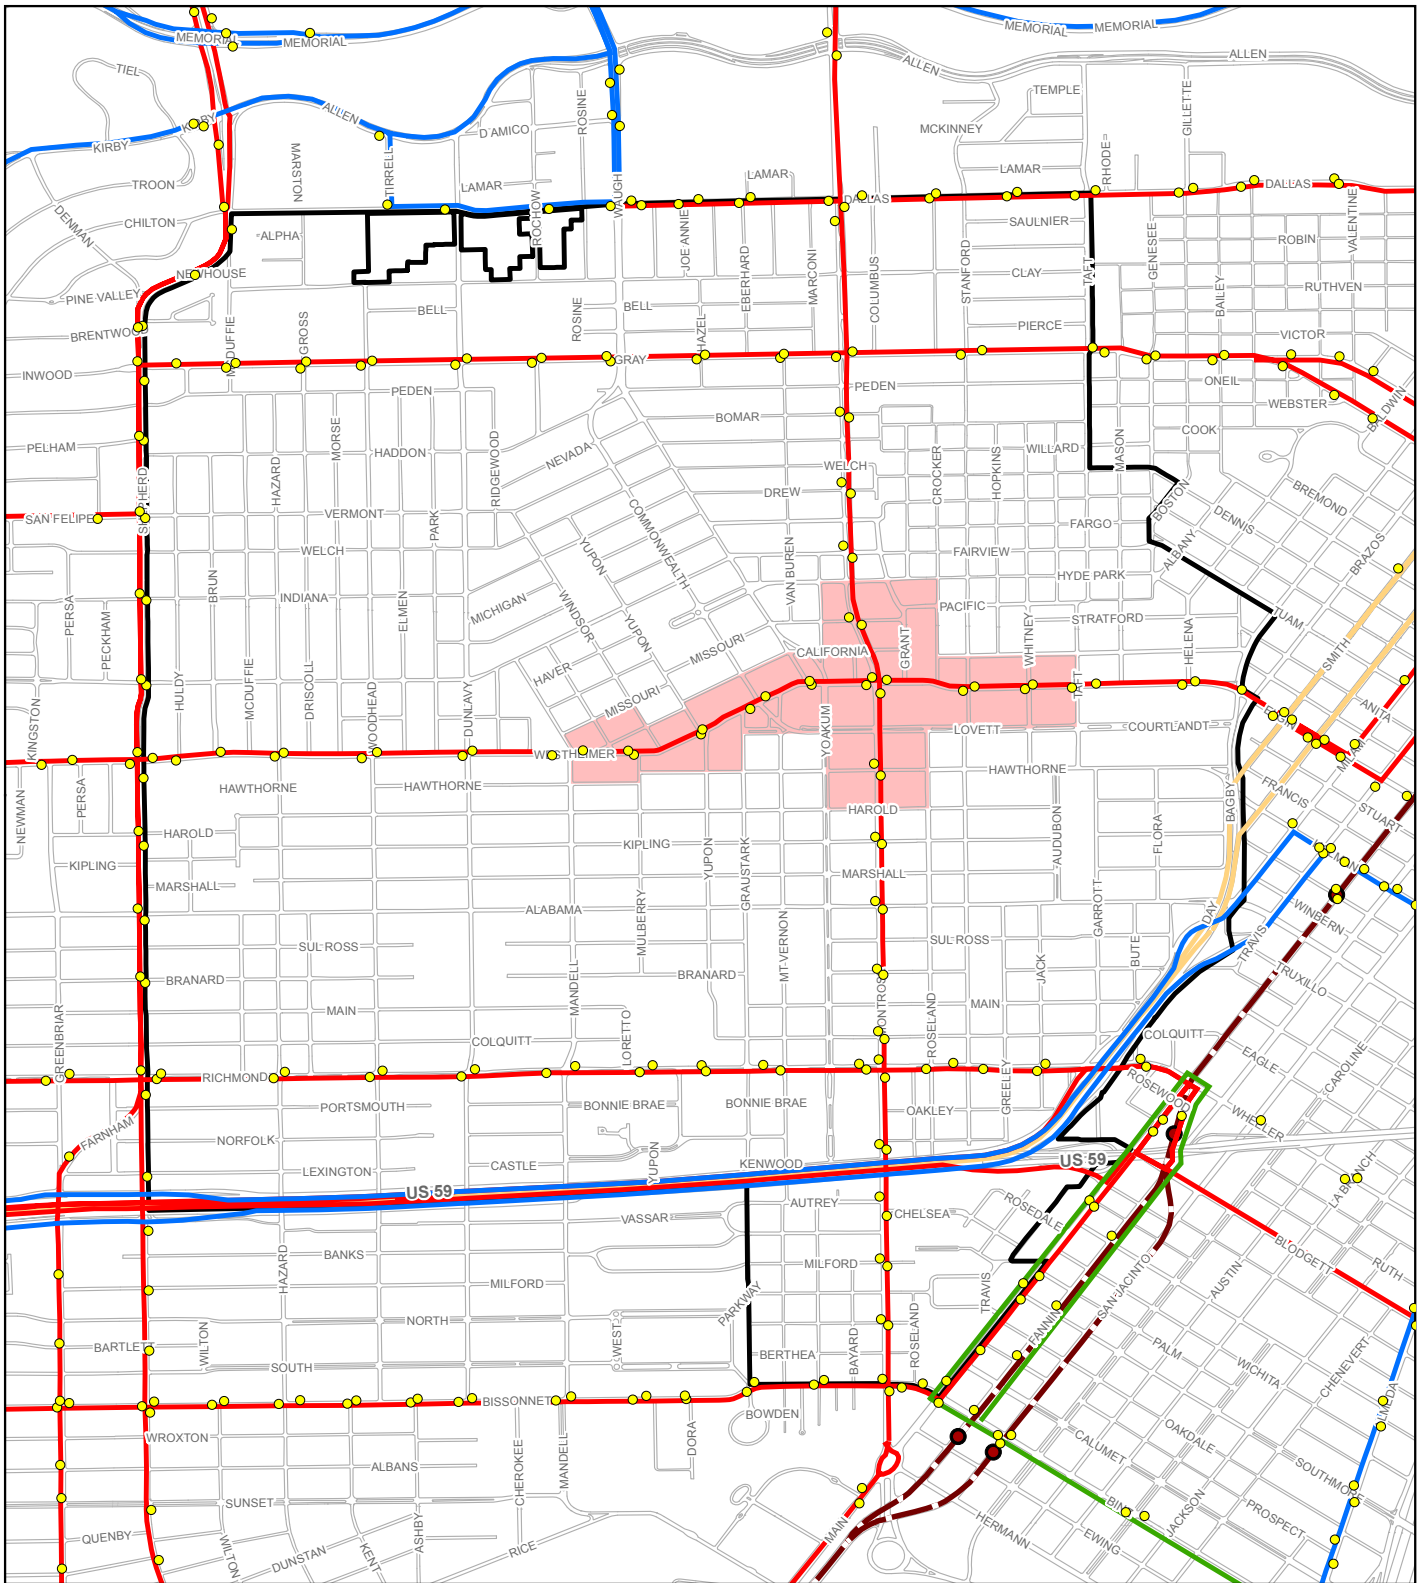 MEMORIAL
MEMORIAL
MEMORIAL
MEMORIAL
TIEL
ALLEN
ALLEN
ROSINE
TEMPLE
GILLETTE
KIRBY
ALLEN
D'AMICO
MCKINNEY
KIRBY
MARSTON
TIRRELL
LAMAR
WAUGH
LAMAR
LAMAR
RHODE
TROON
DALLAS
DALLAS
DENMAN
CHILTON
ALPHA
ROCHOW
JOE ANNIE
EBERHARD
MARCONI
COLUMBUS
STANFORD
SAULNIER
TAFT
GENESEE
ROBIN
VALENTINE
NEWHOUSE
CLAY
BAILEY
RUTHVEN
PINE VALLEY
BRENTWOOD
MCDUFFIE
GROSS
BELL
ROSINE
BELL
HAZEL
PIERCE
VICTOR
INWOOD
GRAY
PEDEN
PEDEN
ONEIL
WEBSTER
BALDWIN
BOMAR
PELHAM
MORSE
HADDON
RIDGEWOOD
NEVADA
WELCH
CROCKER
HOPKINS
WILLARD
MASON
COOK
SHEPHERD
HAZARD
DREW
BOSTON
BREMOND
SAN FELIPE
VERMONT
PARK
COMMONWEALTH
FARGO
DENNIS
WELCH
YUPON
VAN BUREN
FAIRVIEW
ALBANY
BRAZOS
PERSA
PECKHAM
BRUN
INDIANA
ELMEN
MICHIGAN
WINDSOR
YUPON
MISSOURI
CALIFORNIA
GRANT
PACIFIC
HYDE PARK
STRATFORD
WHITNEY
HELENA
TUAM
SMITH
KINGSTON
HULDY
MCDUFFIE
DRISCOLL
WOODHEAD
DUNLAVY
HAVER
MISSOURI
TAFT
ANITA
ELGIN
WESTHEIMER
YOAKUM
LOVETT
COURTLANDT
MILAM
NEWMAN
PERSA
HAWTHORNE
HAWTHORNE
HAWTHORNE
FRANCIS
STUART
HAROLD
HAROLD
AUDUBON
FLORA
BAGBY
KIPLING
KIPLING
YUPON
GRAUSTARK
MARSHALL
MARSHALL
GARROTT
ALABAMA
MULBERRY
MT-VERNON
DAY
WINBERN
SUL ROSS
SUL ROSS
JACK
BUTE
TRAVIS
BRANARD
MANDELL
BRANARD
TRUXILLO
MAIN
MONTROSE
ROSELAND
MAIN
GREENBRIAR
COLQUITT
LORETTO
COLQUITT
EAGLE
CAROLINE
RICHMOND
GREELEY
ROSEWOOD
PORTSMOUTH
BONNIE BRAE
BONNIE BRAE
OAKLEY
WHEELER
FARNHAM
NORFOLK
LEXINGTON
CASTLE
YUPON
KENWOOD
US 59
US 59
LA BRANCH
VASSAR
AUTREY
CHELSEA
ROSEDALE
BANKS
HAZARD
MILFORD
MILFORD
TRAVIS
SAN JACINTO
AUSTIN
BLODGETT
RUTH
NORTH
WEST
PARKWAY
ROSELAND
FANNIN
BARTLETT
WILTON
SOUTH
BERTHEA
BAYARD
PALM
WICHITA
CHENEVERT
BISSONNET
BOWDEN
ALMEDA
WROXTON
ALBANS
CHEROKEE
MANDELL
DORA
CALUMET
OAKDALE
SOUTHMORE
SUNSET
QUENBY
WILTON
DUNSTAN
KENT
ASHBY
RICE
MAIN
HERMANN
BINZ
EWING
JACKSON
PROSPECT